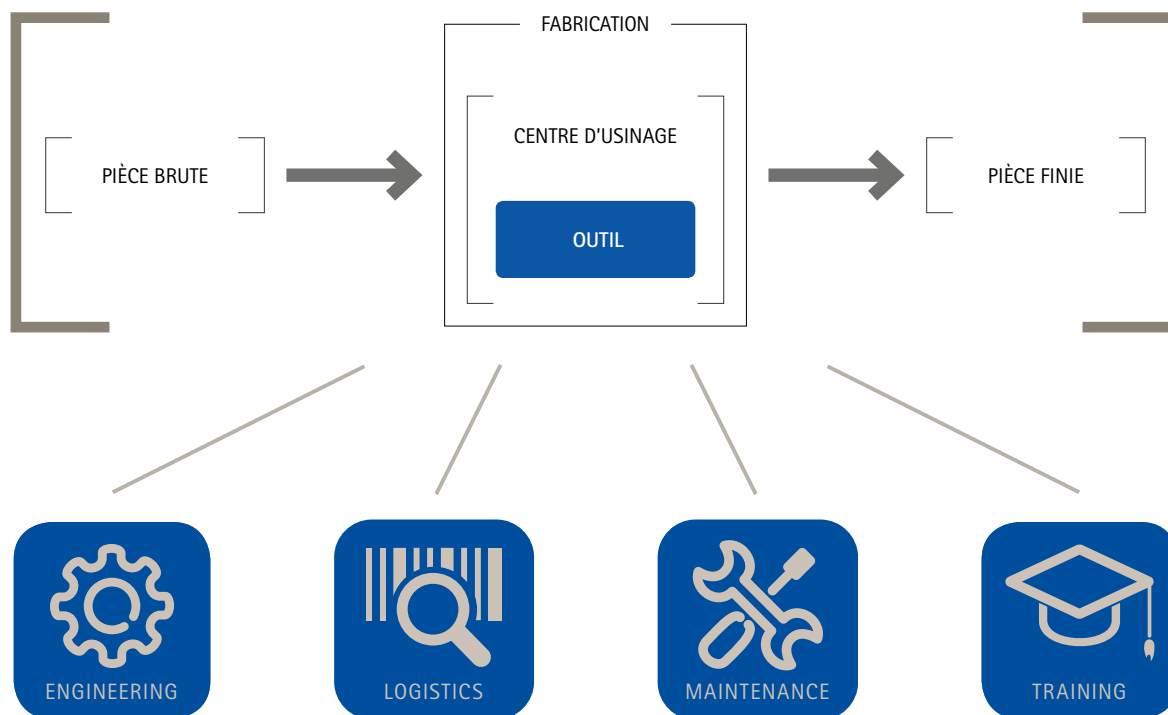 FABRICATION
CENTRE D'USINAGE
PIÈCE BRUTE
PIÈCE FINIE
OUTIL
ENGINEERING
LOGISTICS
MAINTENANCE
TRAINING